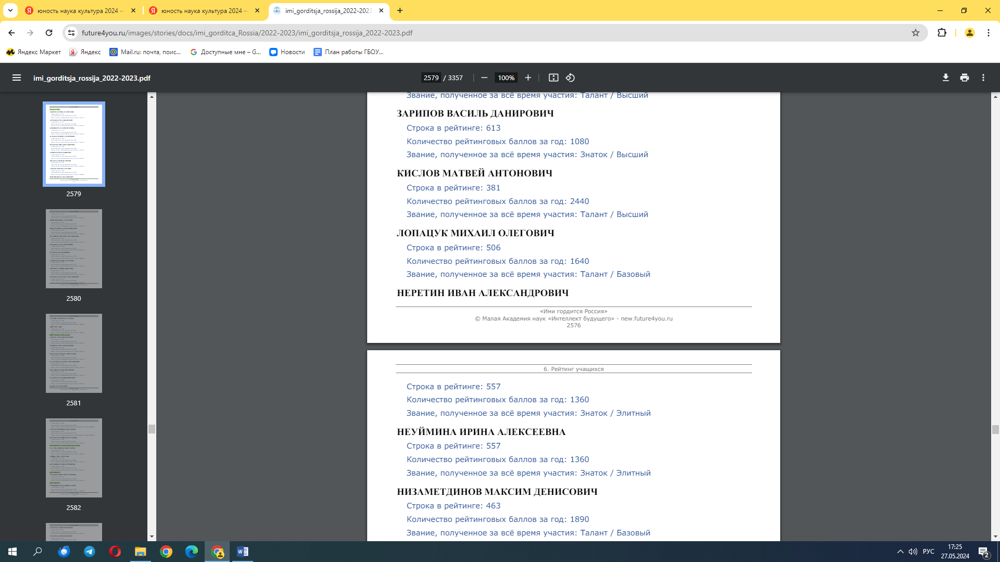 юность наука культура 2024 –
юность наука культура 2024 –
imi_gorditsja_rossija_2022-2023
future4you.ru/images/stories/docs/imi_gorditca_Rossia/2022-2023/imi_gorditsja_rossija_2022-2023.pdf
Яндекс Маркет
Яндекс
Mail.ru: почта, поис...
Доступные мне – G...
Новости
План работы ГБОУ...
imi_gorditsja_rossija_2022-2023.pdf
2579 / 3357
100%
Звание, полученное за всё время участия: Талант / Высший
ЗАРИПОВ ВАСИЛЬ ДАНИРОВИЧ
Строка в рейтинге: 613
Количество рейтинговых баллов за год: 1080
Звание, полученное за всё время участия: Знаток / Высший
КИСЛОВ МАТВЕЙ АНТОНОВИЧ
Строка в рейтинге: 381
Количество рейтинговых баллов за год: 2440
Звание, полученное за всё время участия: Талант / Высший
ЛОПАЦУК МИХАИЛ ОЛЕГОВИЧ
Строка в рейтинге: 506
Количество рейтинговых баллов за год: 1640
Звание, полученное за всё время участия: Талант / Базовый
НЕРЕТИН ИВАН АЛЕКСАНДРОВИЧ
«Ими гордится Россия»
© Малая Академия наук «Интеллект будущего» - new.future4you.ru
2576
6. Рейтинг учащихся
Строка в рейтинге: 557
Количество рейтинговых баллов за год: 1360
Звание, полученное за всё время участия: Знаток / Элитный
НЕУЙМИНА ИРИНА АЛЕКСЕЕВНА
Строка в рейтинге: 557
Количество рейтинговых баллов за год: 1360
Звание, полученное за всё время участия: Знаток / Элитный
НИЗАМЕТДИНОВ МАКСИМ ДЕНИСОВИЧ
Строка в рейтинге: 463
Количество рейтинговых баллов за год: 1890
Звание, полученное за всё время участия: Талант / Базовый
2579
2580
2581
2582
РУС
17:25
27.05.2024
2